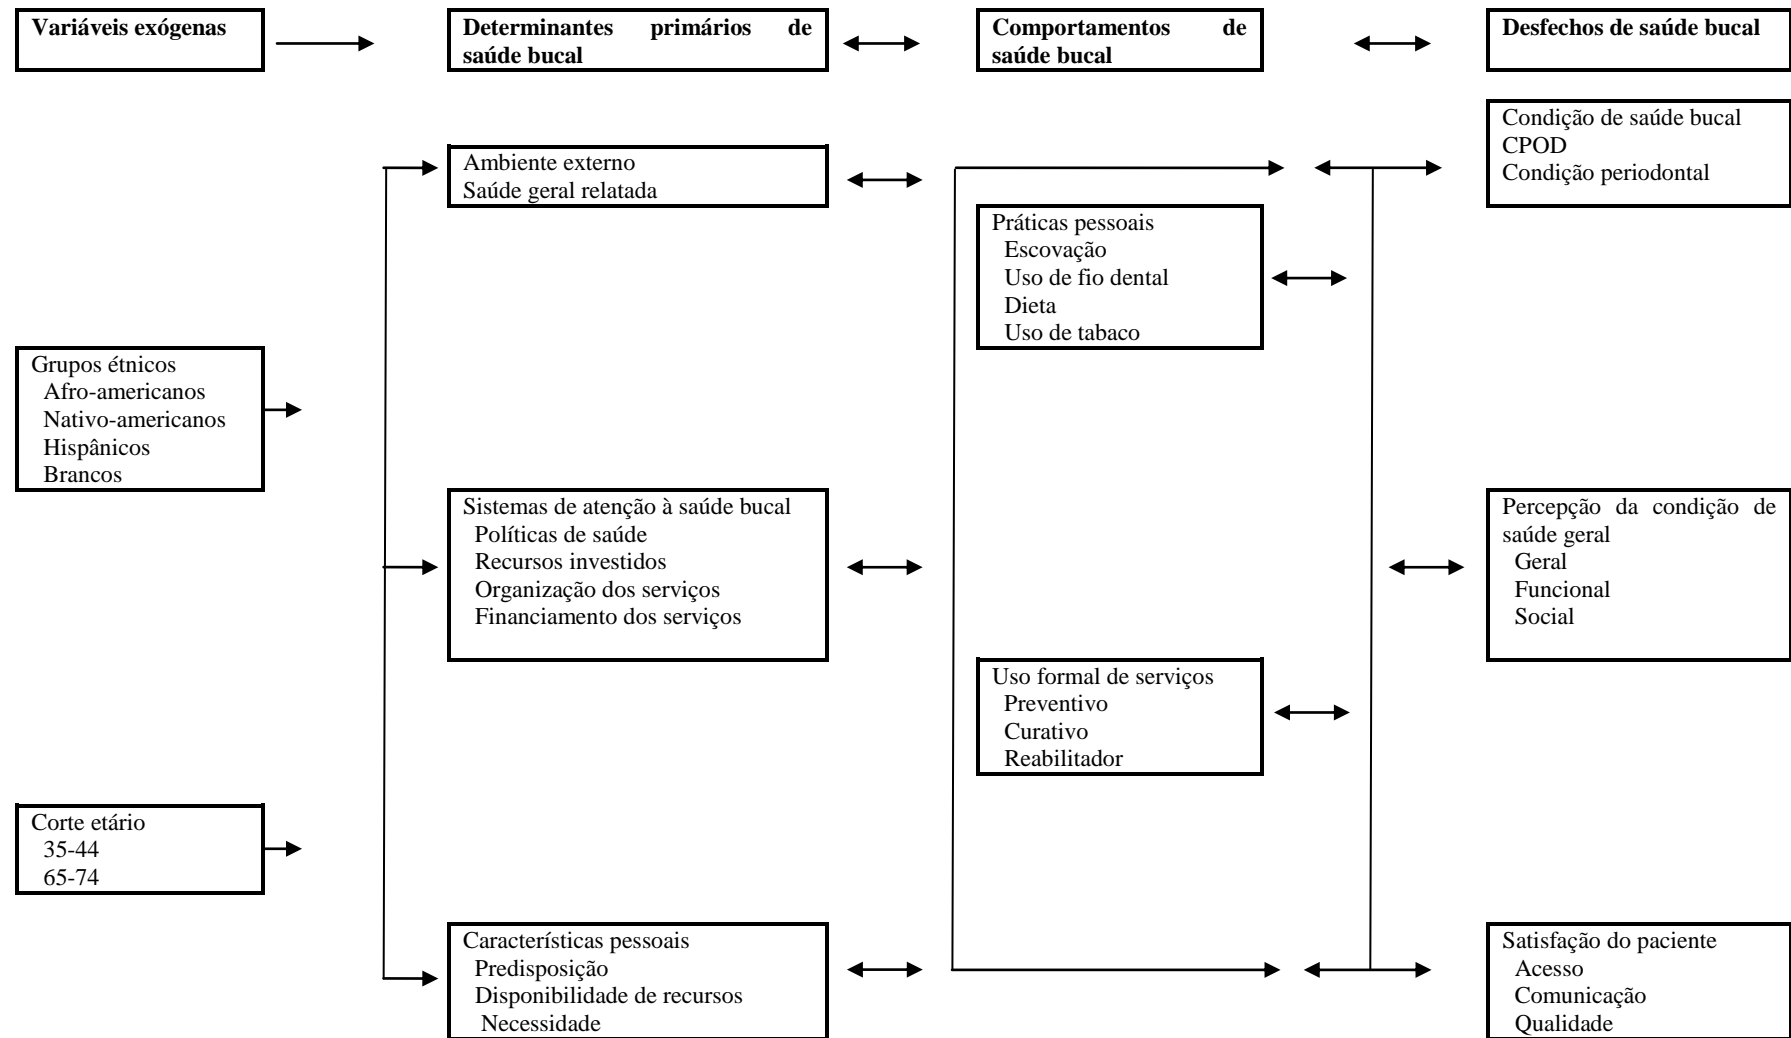 Variáveis exógenas
Determinantes primários de
saúde bucal
Comportamentos de
saúde bucal
Desfechos de saúde bucal
Ambiente externo
Saúde geral relatada
Condição de saúde bucal
CPOD
Condição periodontal
Práticas pessoais
Escovação
Uso de fio dental
Dieta
Uso de tabaco
Grupos étnicos
Afro-americanos
Nativo-americanos
Hispânicos
Brancos
Sistemas de atenção à saúde bucal
Políticas de saúde
Recursos investidos
Organização dos serviços
Financiamento dos serviços
Percepção da condição de
saúde geral
Geral
Funcional
Social
Uso formal de serviços
Preventivo
Curativo
Reabilitador
Corte etário
35-44
65-74
Características pessoais
Predisposição
Disponibilidade de recursos
Necessidade
Satisfação do paciente
Acesso
Comunicação
Qualidade